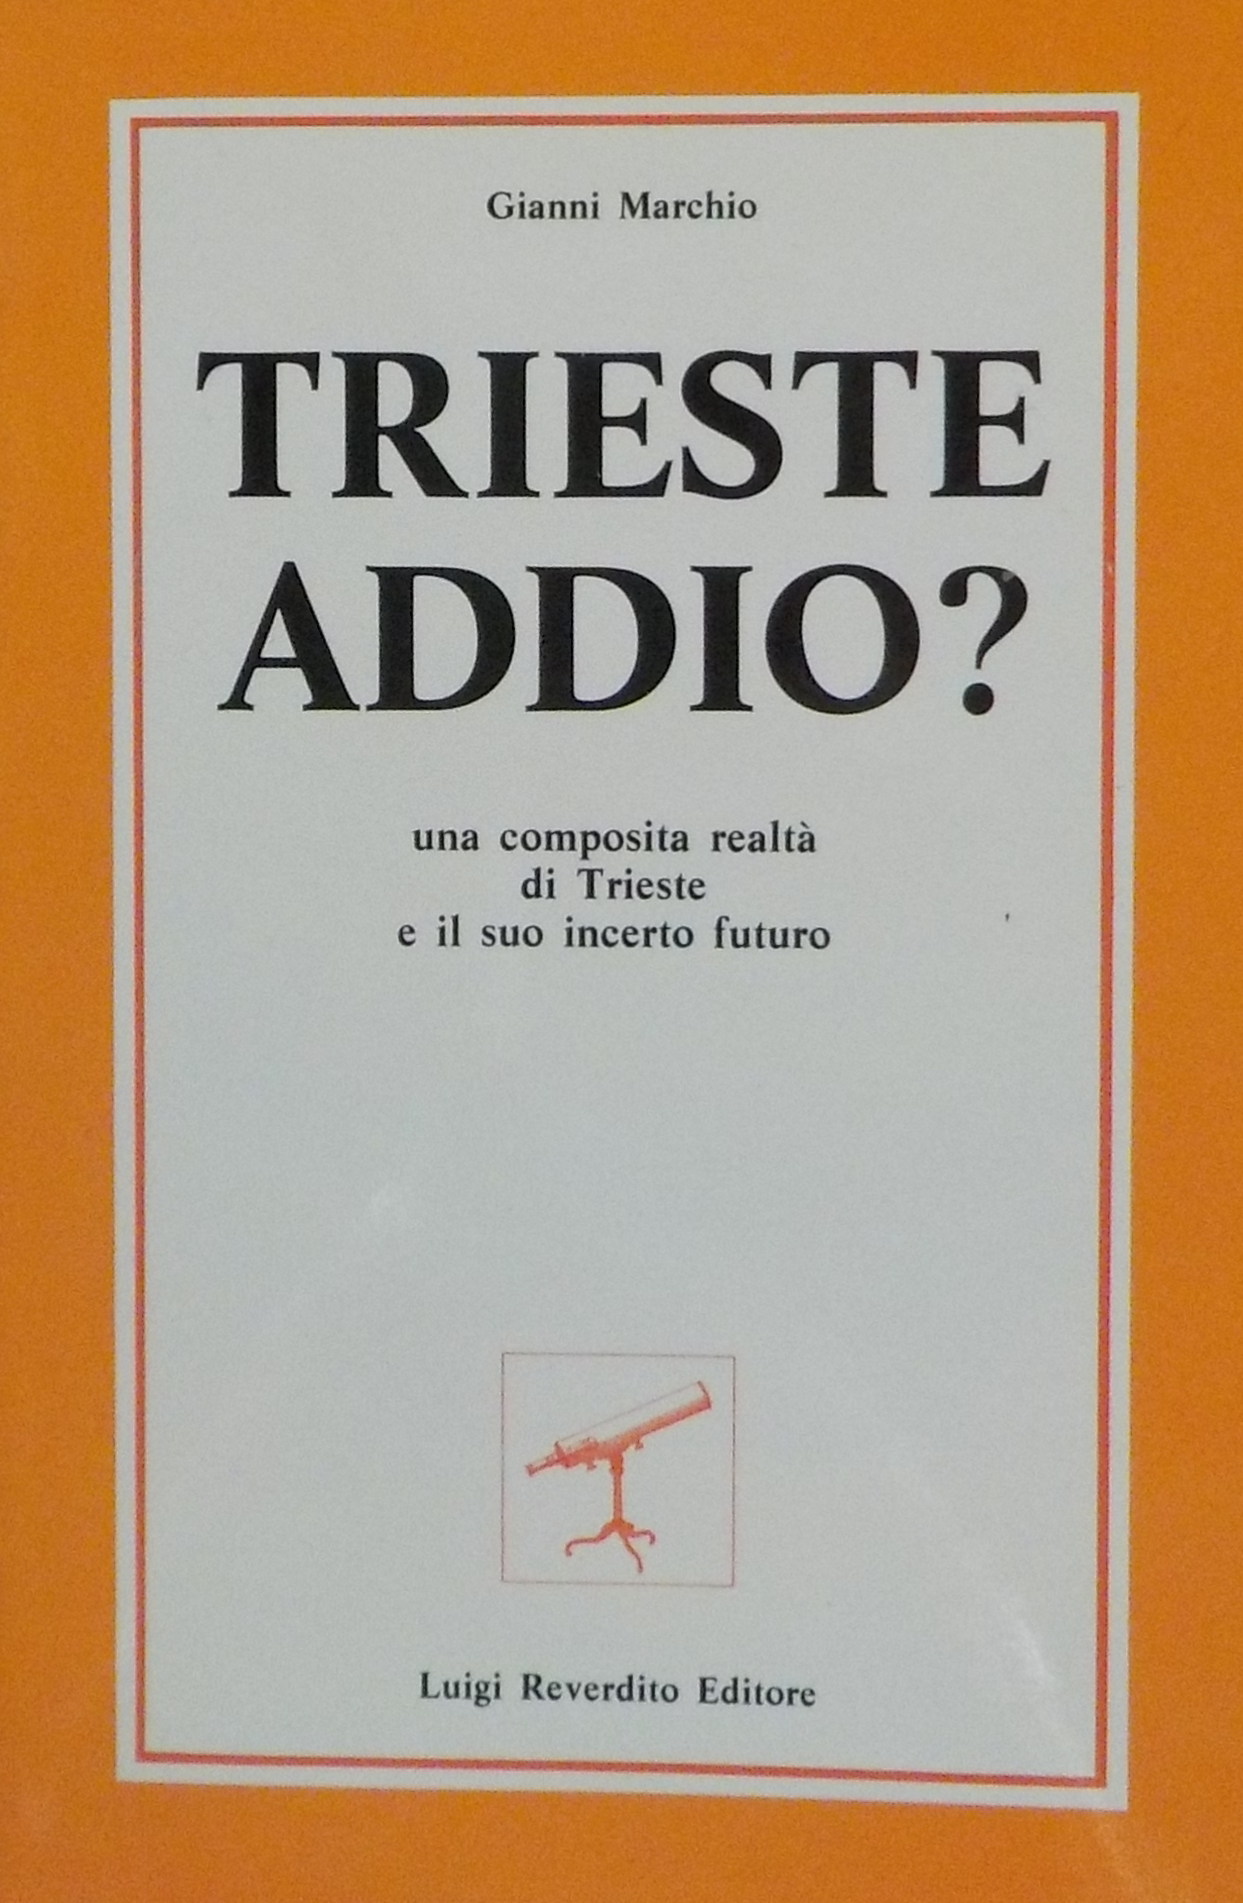 Gianni Marchio
TRIESTE
ADDIO?
una composita realtà
di Trieste
e il suo incerto futuro
Luigi Reverdito Editore